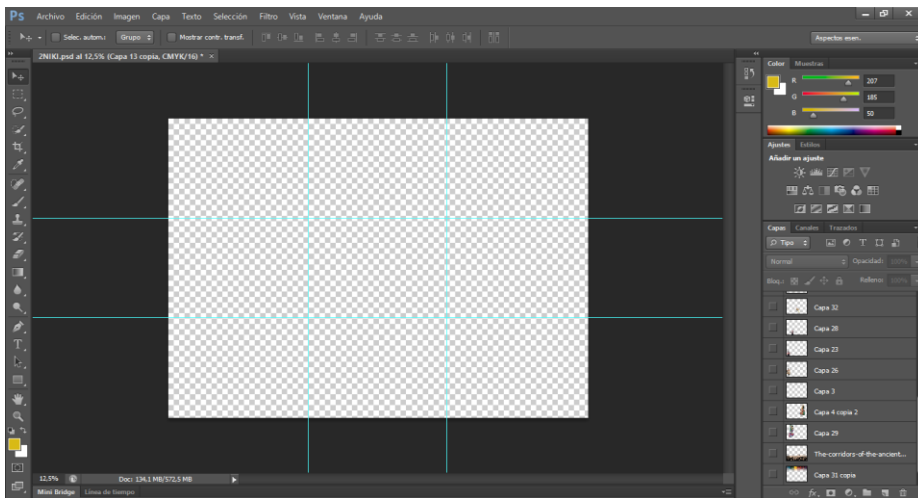 Ps Archivo Edición Imagen Capa Texto Selección Filtro Vista Ventana Ayuda
Selec. autom.: Grupo Mostrar contr. transf. Aspectos esen.
2NIKI.psd al 12,5% (Capa 13 copia, CMYK/16) * ×
Color Muestras
R 207
G 185
B 50
Ajustes Estilos
Añadir un ajuste
Capas Canales Trazados
Tipo
Normal Opacidad: 100%
Bloq.: Relleno: 100%
Capa 32
Capa 28
Capa 23
Capa 26
Capa 3
Capa 4 copia 2
Capa 29
The-corridors-of-the-ancient...
Capa 31 copia
12,5% Doc: 134,1 MB/572,5 MB
Mini Bridge Línea de tiempo